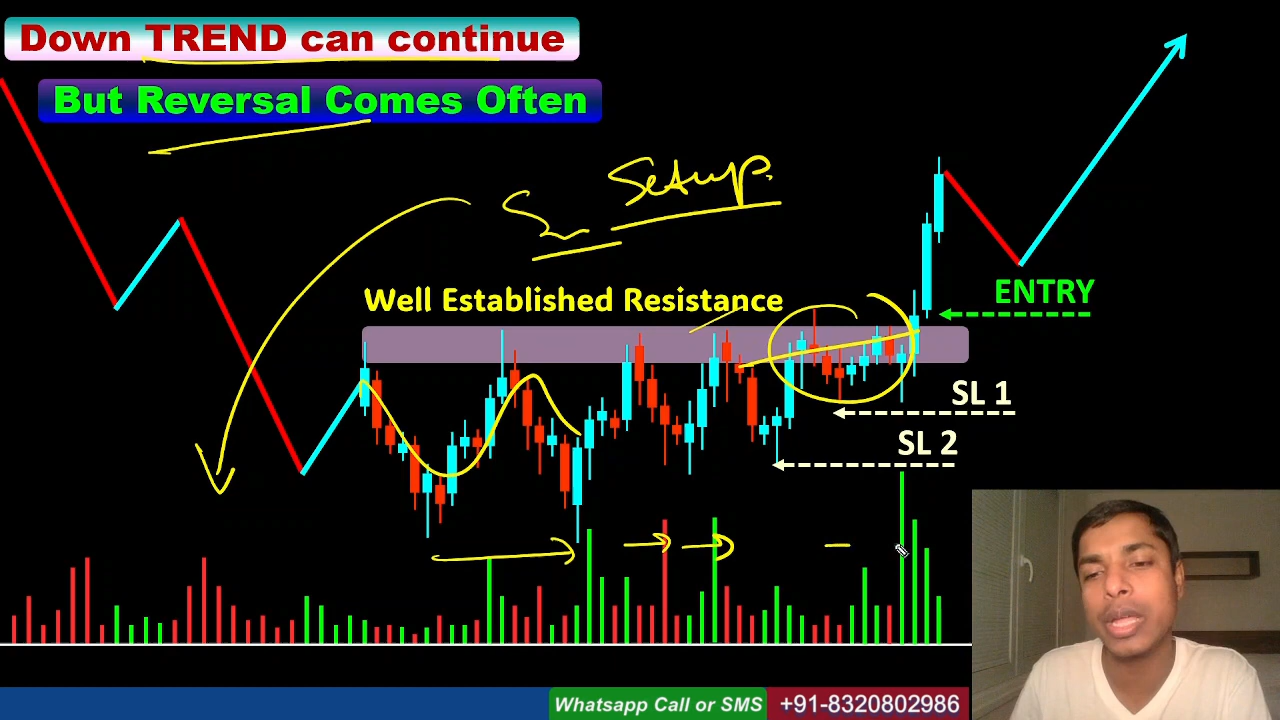 Down TREND can continue
But Reversal Comes Often
Setup
Well Established Resistance
ENTRY
SL 1
SL 2
Whatsapp Call or SMS +91-8320802986